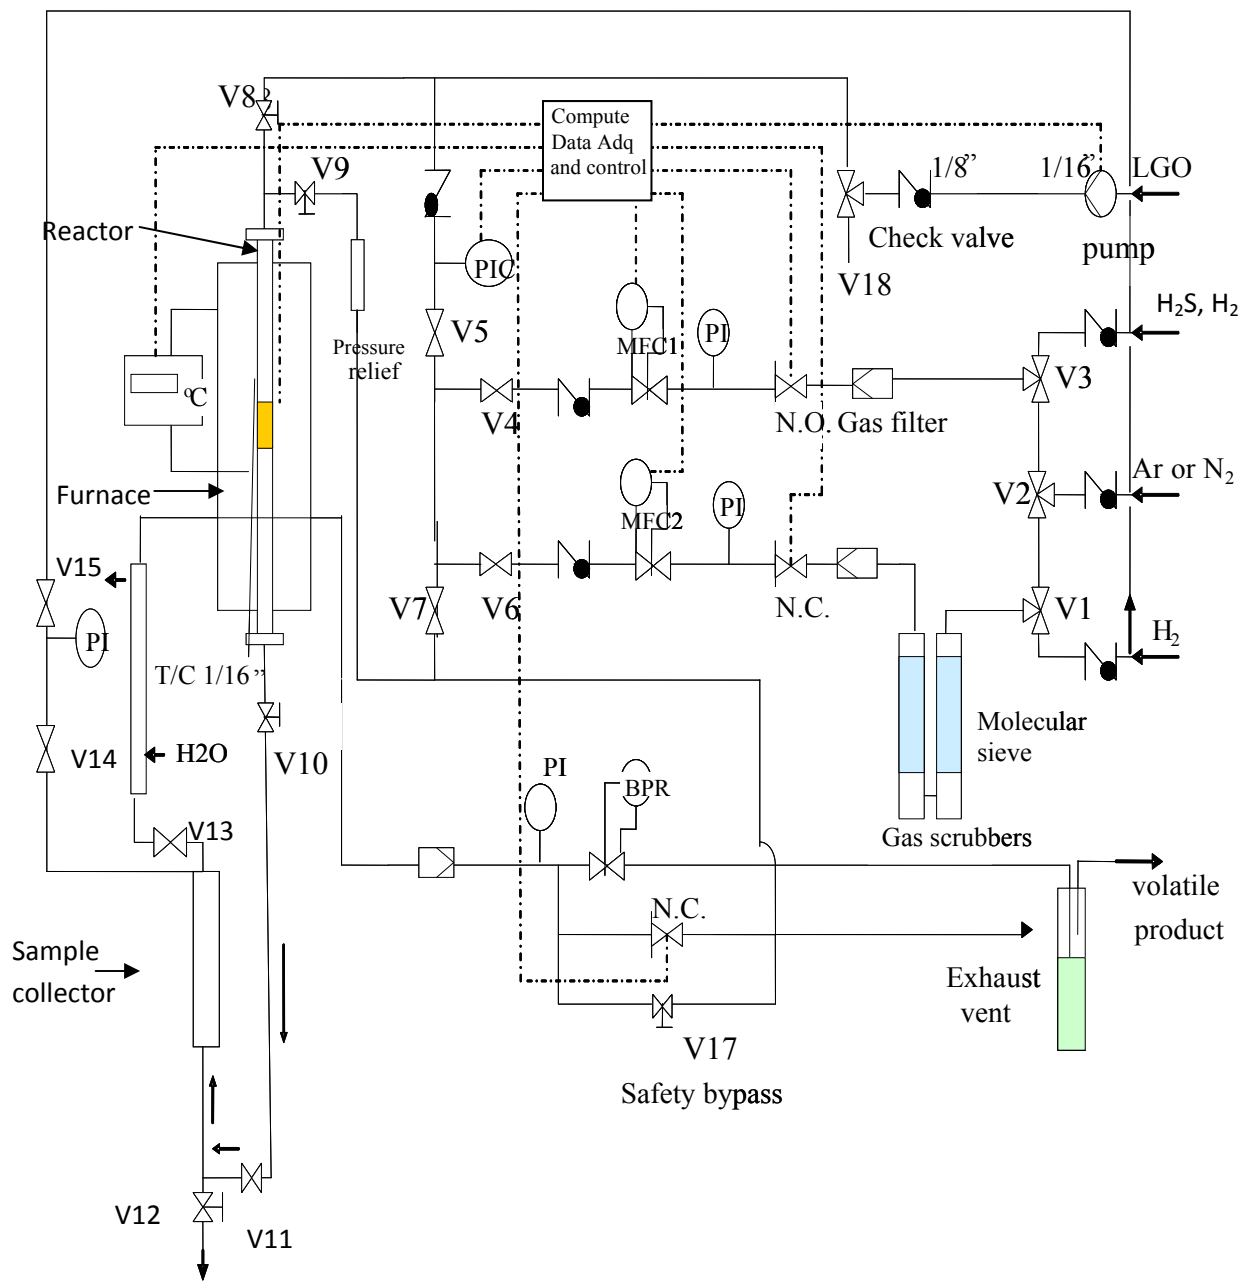 V8
Compute
Data Adq
and control
V9
1/8”
1/16”
LGO
Reactor
Check valve
pump
PIC
V18
H₂S, H₂
V5
Pressure
relief
MFC1
PI
V3
ºC
V4
N.O.
Gas filter
Furnace
V2
Ar or N₂
MFC2
PI
V15
V7
V6
N.C.
V1
H₂
PI
T/C 1/16”
Molecular
sieve
V14
H2O
V10
PI
BPR
V13
Gas scrubbers
volatile
product
N.C.
Sample
collector
Exhaust
vent
V17
Safety bypass
V12
V11